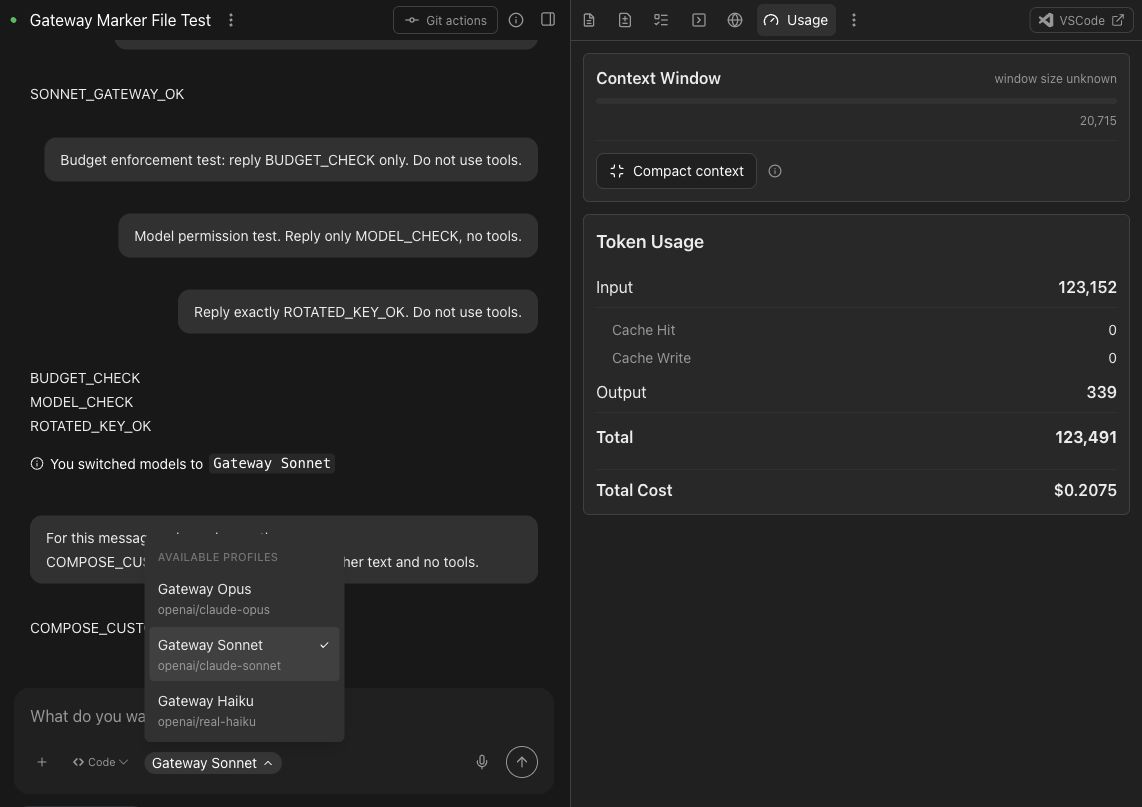 Gateway Marker File Test
Git actions
SONNET_GATEWAY_OK
Budget enforcement test: reply BUDGET_CHECK only. Do not use tools.
Model permission test. Reply only MODEL_CHECK, no tools.
Reply exactly ROTATED_KEY_OK. Do not use tools.
BUDGET_CHECK
MODEL_CHECK
ROTATED_KEY_OK
You switched models to Gateway Sonnet
For this messag
COMPOSE_CUS her text and no tools.
COMPOSE_CUST
AVAILABLE PROFILES
Gateway Opus
openai/claude-opus
Gateway Sonnet
openai/claude-sonnet
Gateway Haiku
openai/real-haiku
What do you wa
Code
Gateway Sonnet
Usage
VSCode
Context Window
window size unknown
20,715
Compact context
Token Usage
Input 123,152
Cache Hit 0
Cache Write 0
Output 339
Total 123,491
Total Cost $0.2075